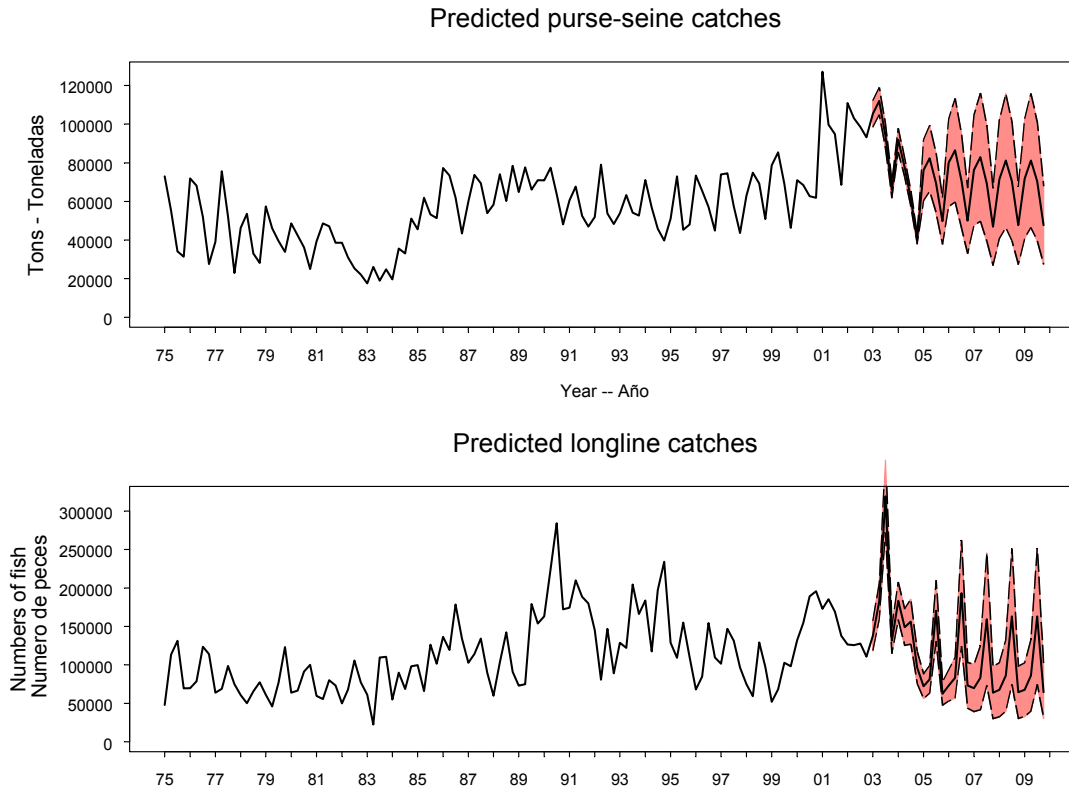 Predicted purse-seine catches
Tons - Toneladas
120000
100000
80000
60000
40000
20000
0
75 77 79 81 83 85 87 89 91 93 95 97 99 01 03 05 07 09
Year -- Año
Predicted longline catches
Numbers of fish
Numero de peces
300000
250000
200000
150000
100000
50000
0
75 77 79 81 83 85 87 89 91 93 95 97 99 01 03 05 07 09